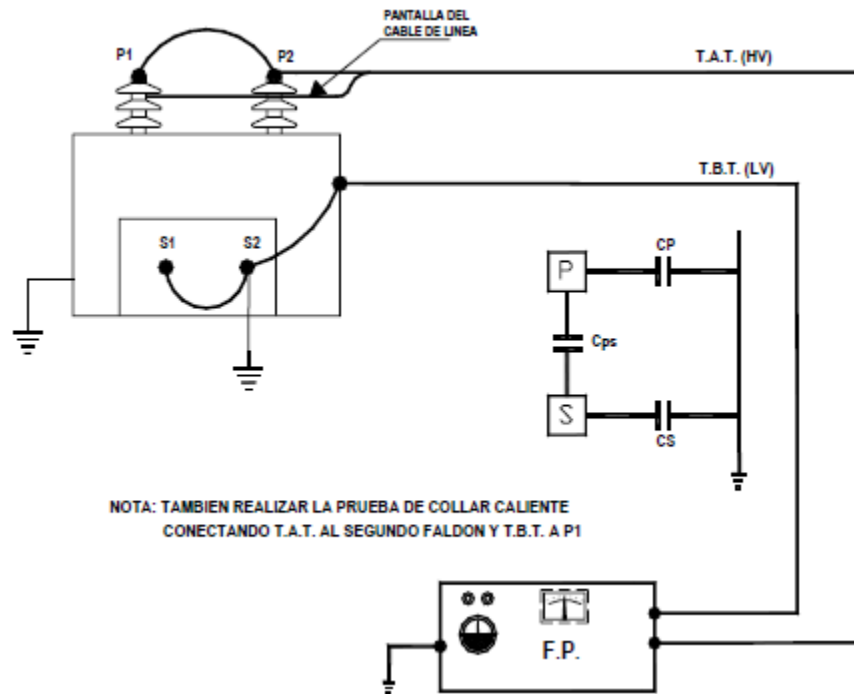 PANTALLA DEL
CABLE DE LINEA
P1
P2
T.A.T. (HV)
T.B.T. (LV)
S1
S2
CP
P
Cps
S
CS
NOTA: TAMBIEN REALIZAR LA PRUEBA DE COLLAR CALIENTE
CONECTANDO T.A.T. AL SEGUNDO FALDON Y T.B.T. A P1
F.P.